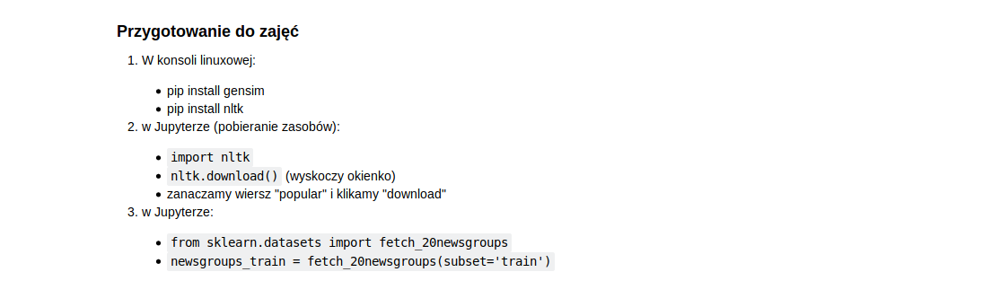 Przygotowanie do zajęć
1. W konsoli linuxowej:
• pip install gensim
• pip install nltk
2. w Jupyterze (pobieranie zasobów):
• import nltk
• nltk.download() (wyskoczy okienko)
• zanaczamy wiersz "popular" i klikamy "download"
3. w Jupyterze:
• from sklearn.datasets import fetch_20newsgroups
• newsgroups_train = fetch_20newsgroups(subset='train')